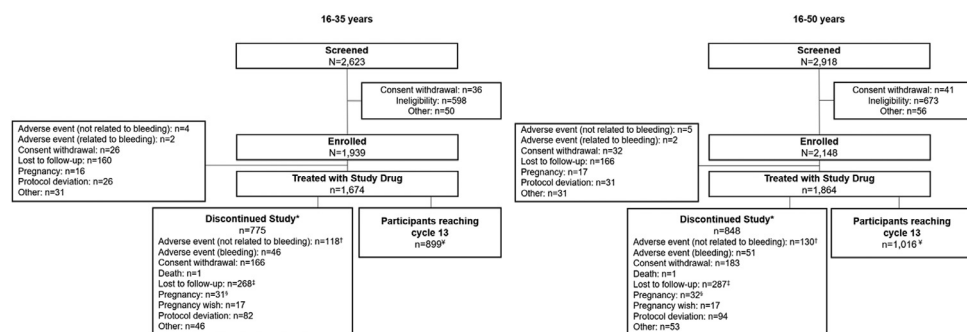 16-35 years
Screened
N=2,623
Consent withdrawal: n=36
Ineligibility: n=598
Other: n=50
Adverse event (not related to bleeding): n=4
Adverse event (related to bleeding): n=2
Consent withdrawal: n=26
Lost to follow-up: n=160
Pregnancy: n=16
Protocol deviation: n=26
Other: n=31
Enrolled
N=1,939
Treated with Study Drug
n=1,674
Discontinued Study*
n=775
Adverse event (not related to bleeding): n=118†
Adverse event (bleeding): n=46
Consent withdrawal: n=166
Death: n=1
Lost to follow-up: n=268‡
Pregnancy: n=31§
Pregnancy wish: n=17
Protocol deviation: n=82
Other: n=46
Participants reaching
cycle 13
n=899¥
16-50 years
Screened
N=2,918
Consent withdrawal: n=41
Ineligibility: n=673
Other: n=56
Adverse event (not related to bleeding): n=5
Adverse event (related to bleeding): n=2
Consent withdrawal: n=32
Lost to follow-up: n=166
Pregnancy: n=17
Protocol deviation: n=31
Other: n=31
Enrolled
N=2,148
Treated with Study Drug
n=1,864
Discontinued Study*
n=848
Adverse event (not related to bleeding): n=130†
Adverse event (bleeding): n=51
Consent withdrawal: n=183
Death: n=1
Lost to follow-up: n=287‡
Pregnancy: n=32§
Pregnancy wish: n=17
Protocol deviation: n=94
Other: n=53
Participants reaching
cycle 13
n=1,016 ¥